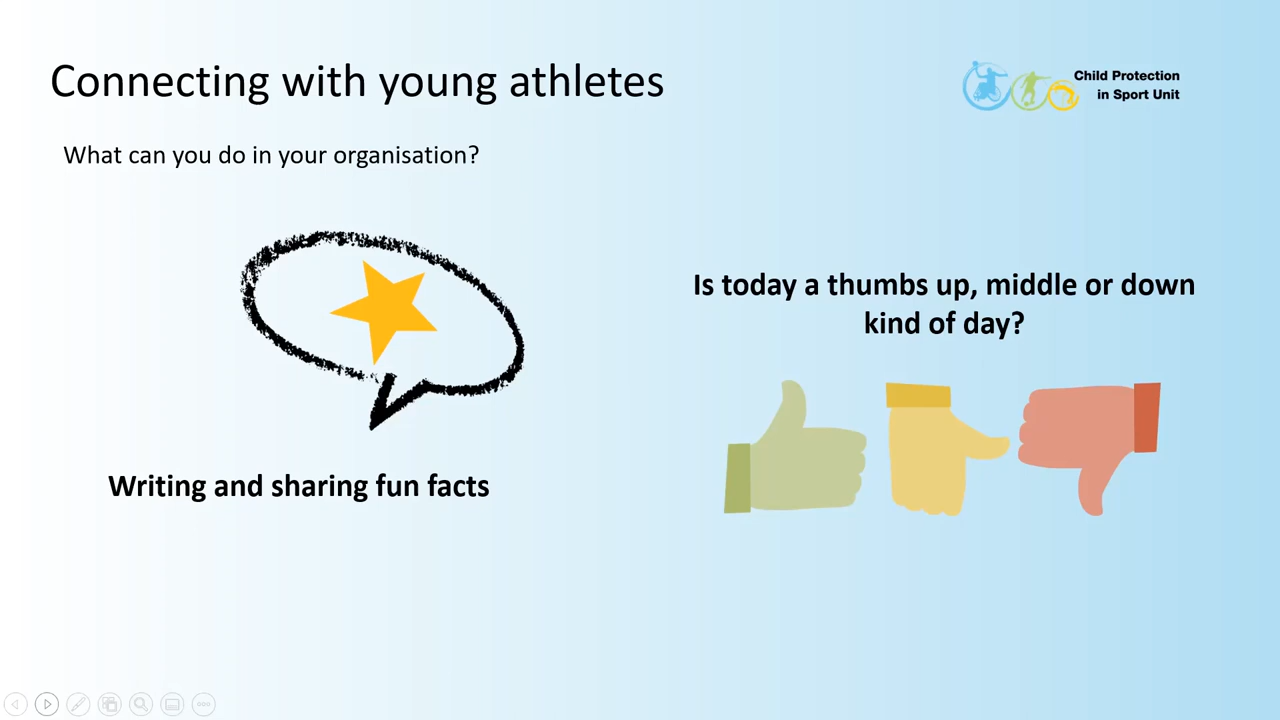 Connecting with young athletes
Child Protection
in Sport Unit
What can you do in your organisation?
Is today a thumbs up, middle or down
kind of day?
Writing and sharing fun facts